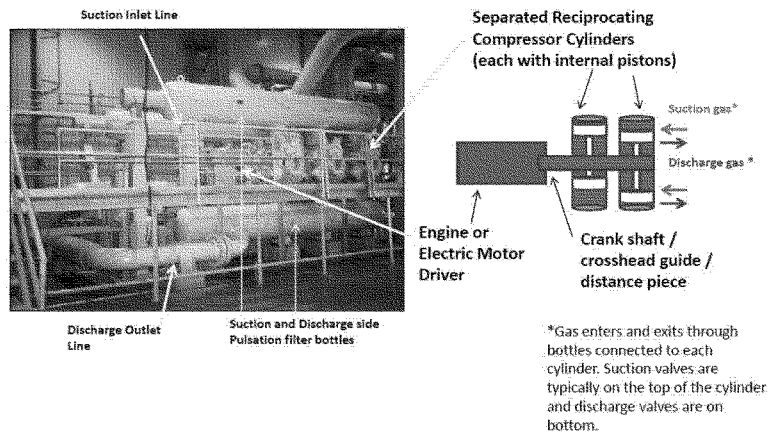 Suction Inlet Line
Separated Reciprocating
Compressor Cylinders
(each with internal pistons)
Suction gas*
Discharge gas *
Engine or
Electric Motor
Driver
Crank shaft /
crosshead guide /
distance piece
Discharge Outlet
Line
Suction and Discharge side
Pulsation filter bottles
*Gas enters and exits through
bottles connected to each
cylinder. Suction valves are
typically on the top of the cylinder
and discharge valves are on
bottom.